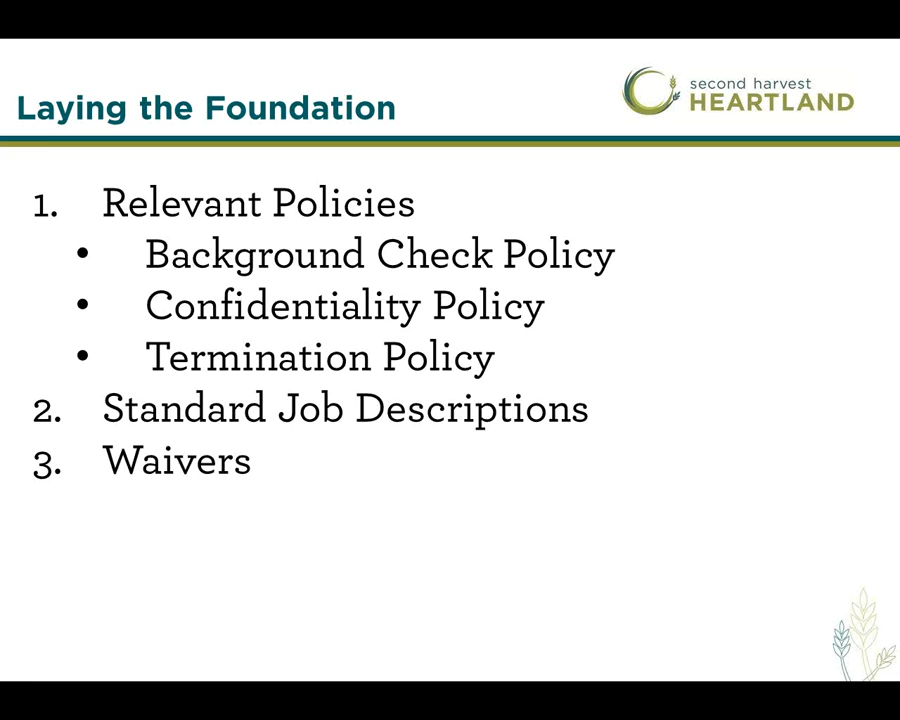 Laying the Foundation
second harvest
HEARTLAND
1. Relevant Policies
• Background Check Policy
• Confidentiality Policy
• Termination Policy
2. Standard Job Descriptions
3. Waivers